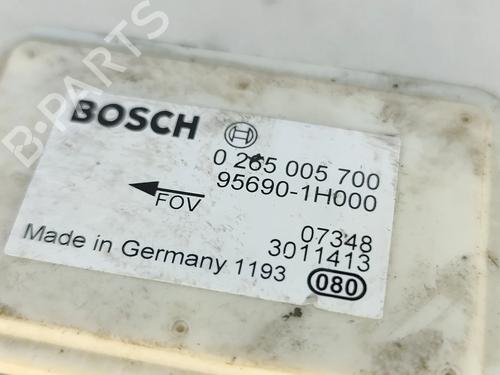 B-PARTS
BOSCH
0 265 005 700
95690-1H000
FOV
07348
3011413
Made in Germany 1193
080